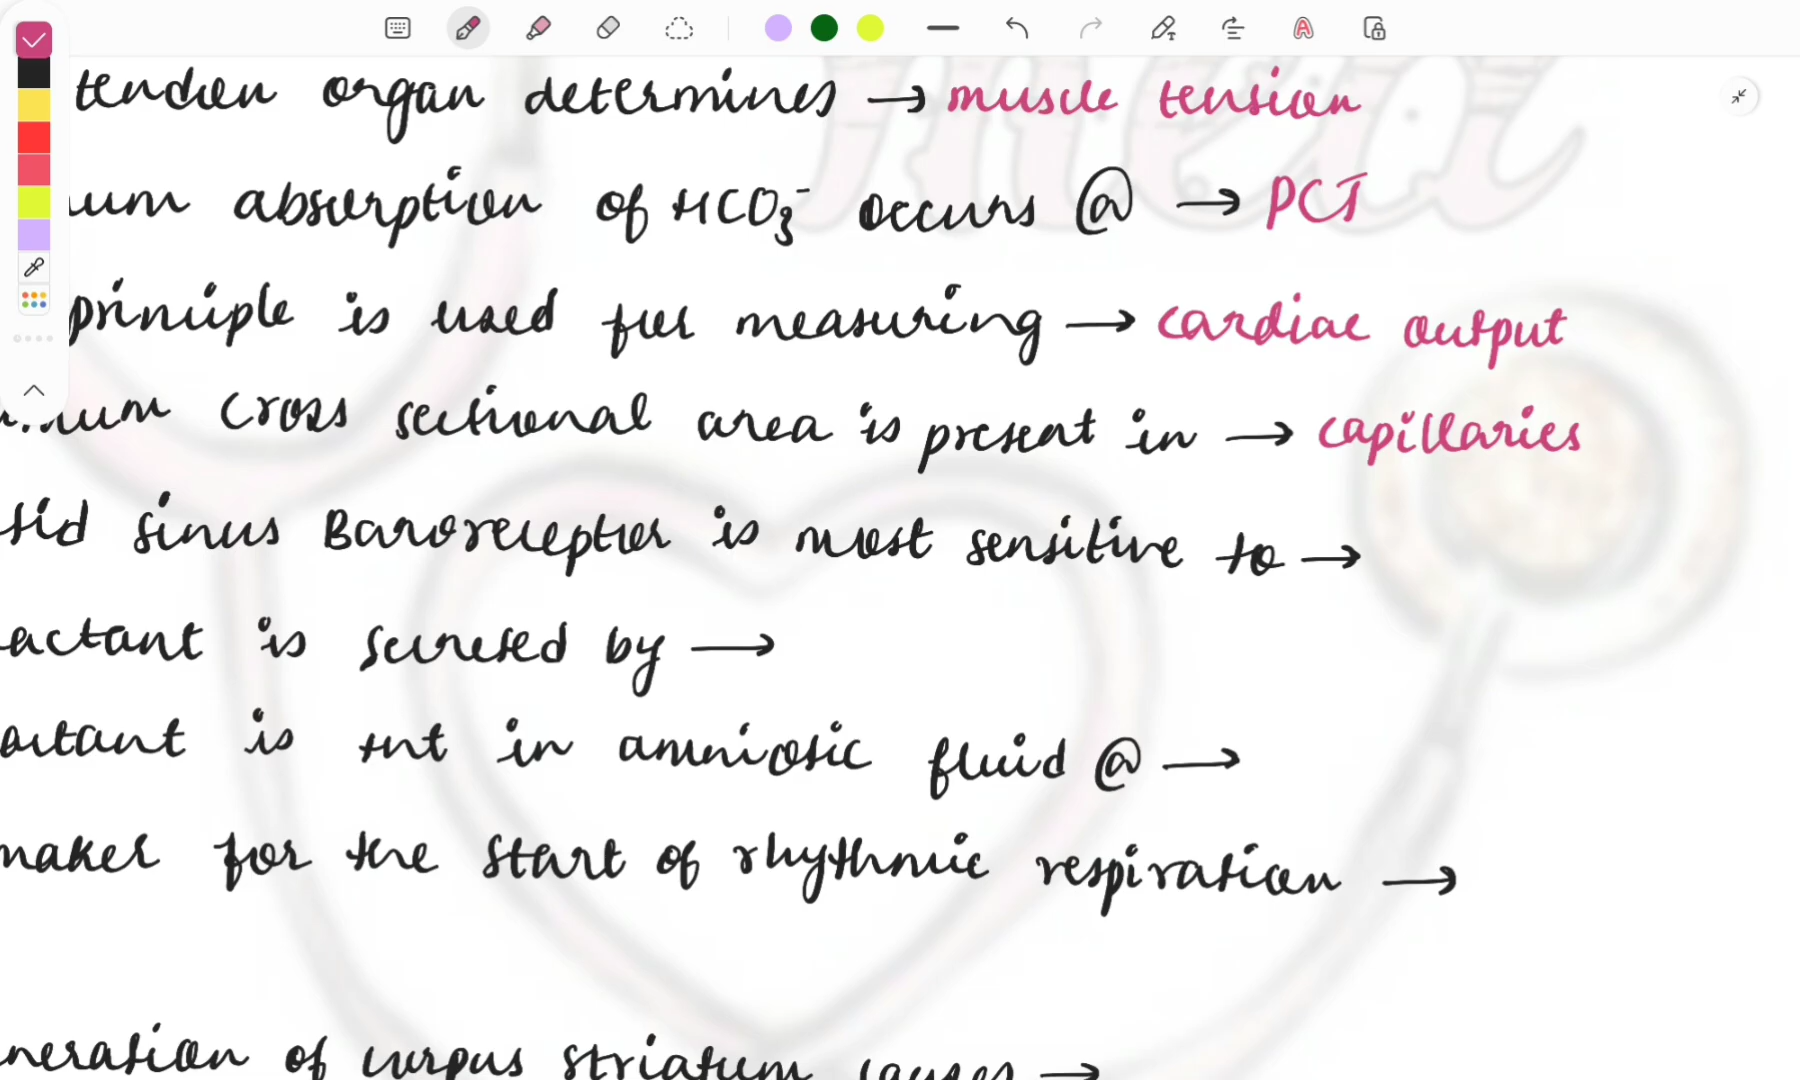 tendon organ determines → muscle tension
absorption of HCO3⁻ occurs @ → PCT
principle is used for measuring → cardiac output
cross sectional area is present in → capillaries
sinus Baroreceptor is most sensitive to →
actant is secreted by →
is +nt in amniotic fluid @ →
maker for the start of rhythmic respiration →
neration of corpus striatum causes →